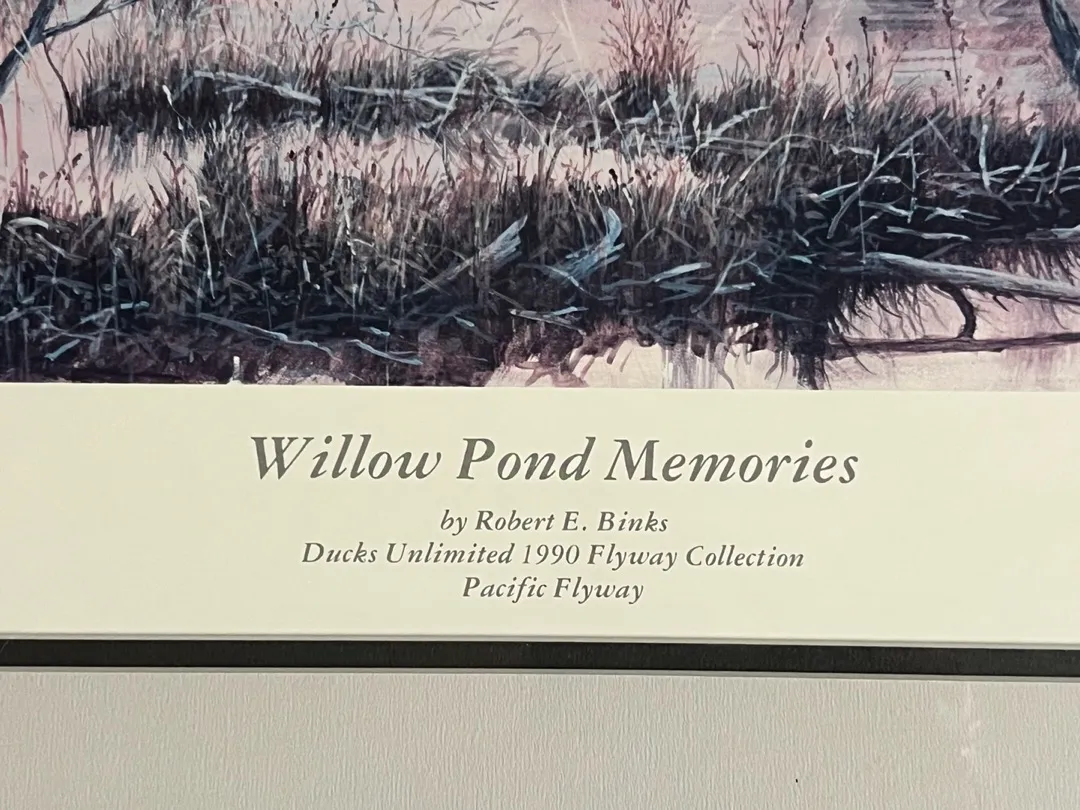 Willow Pond Memories
by Robert E. Binks
Ducks Unlimited 1990 Flyway Collection
Pacific Flyway